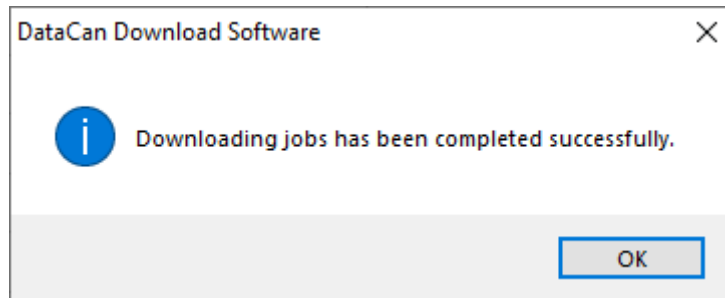 DataCan Download Software
Downloading jobs has been completed successfully.
OK